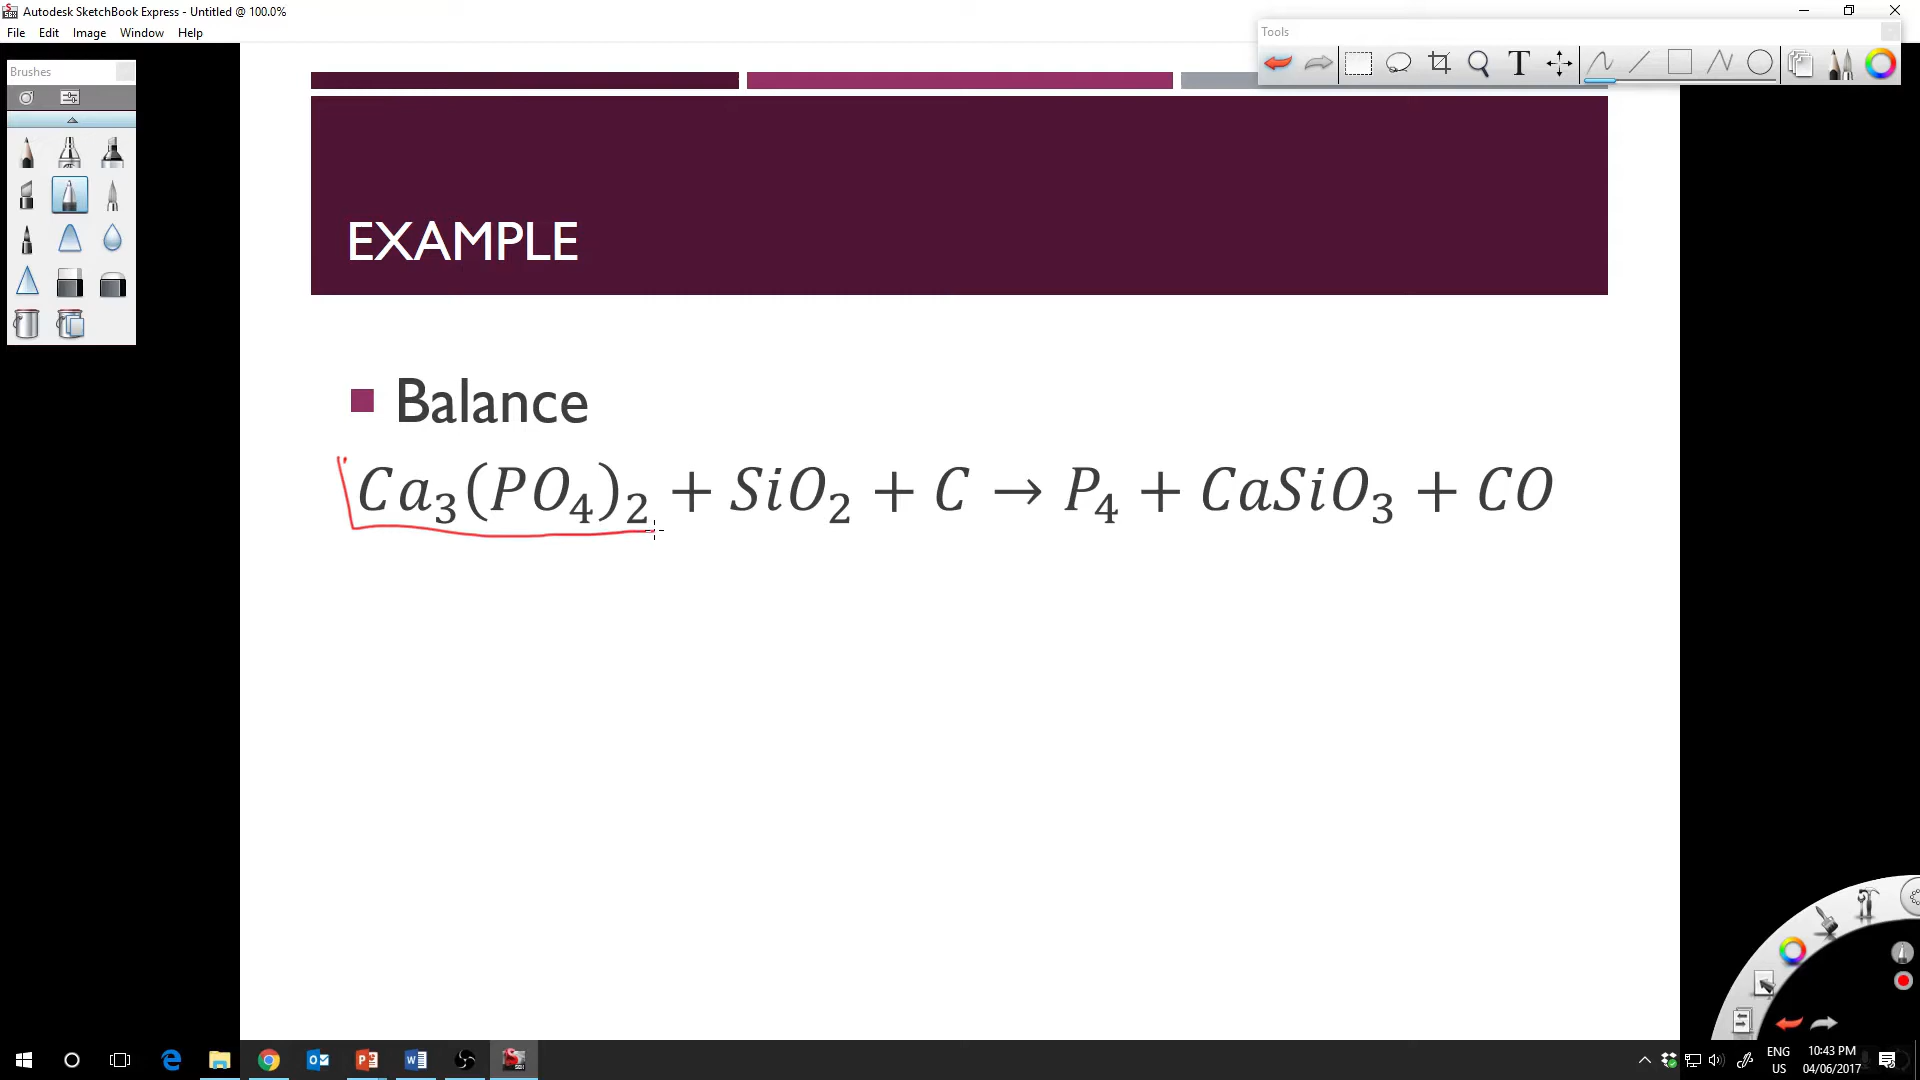 Autodesk SketchBook Express - Untitled @ 100.0%
File Edit Image Window Help
Tools
Brushes
EXAMPLE
Balance
Ca₃(PO₄)₂ + SiO₂ + C → P₄ + CaSiO₃ + CO
ENG 10:43 PM
US 04/06/2017